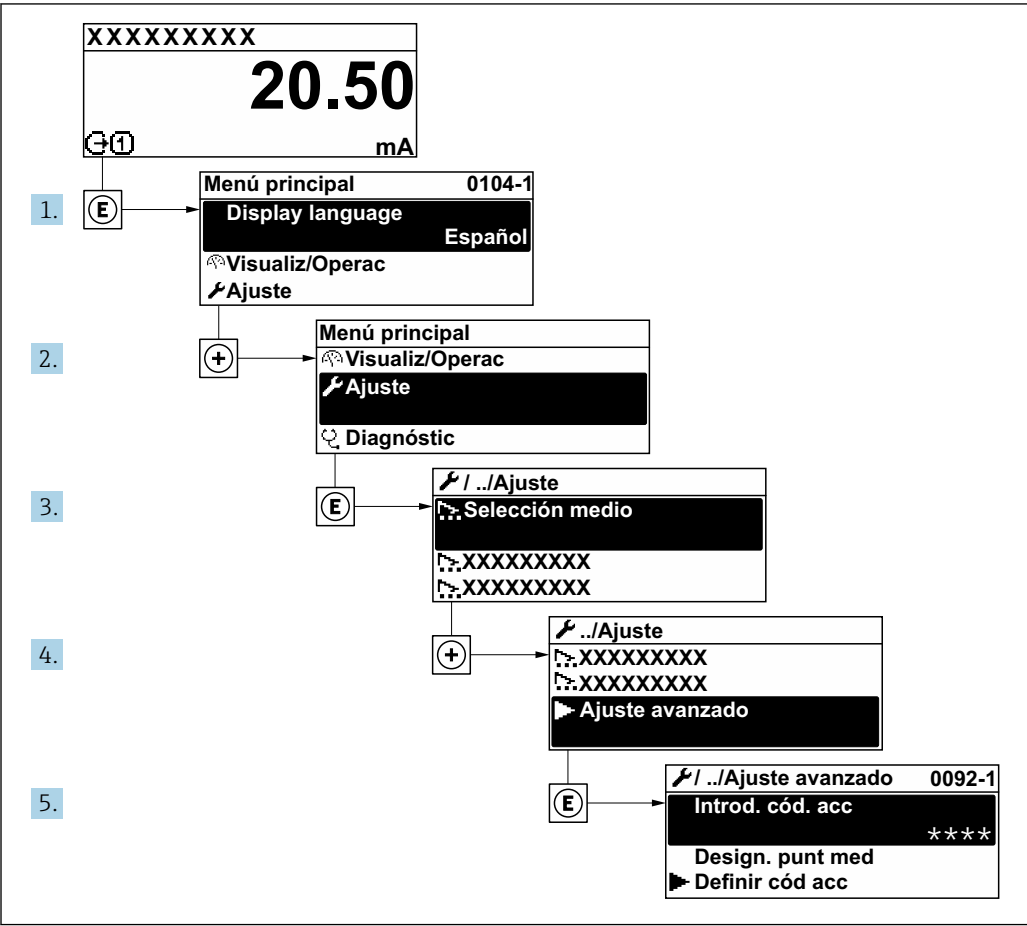 XXXXXXXXX
20.50
1
mA
1.
E
Menú principal 0104-1
Display language
Español
Visualiz/Operac
Ajuste
2.
+
Menú principal
Visualiz/Operac
Ajuste
Diagnóstic
3.
E
/ ../Ajuste
Selección medio
XXXXXXXXX
XXXXXXXXX
4.
+
../Ajuste
XXXXXXXXX
XXXXXXXXX
Ajuste avanzado
5.
E
/ ../Ajuste avanzado 0092-1
Introd. cód. acc
****
Design. punt med
Definir cód acc